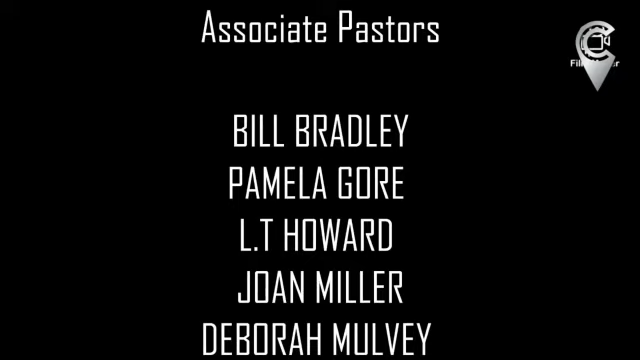 Associate Pastors
BILL BRADLEY
PAMELA GORE
L.T HOWARD
JOAN MILLER
DEBORAH MULVEY